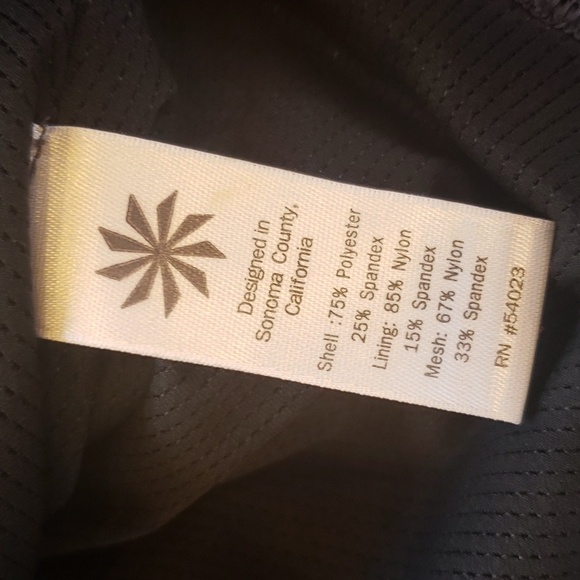 Designed in
Sonoma County,
California
Shell :75% Polyester
25% Spandex
Lining: 85% Nylon
15% Spandex
Mesh: 67% Nylon
33% Spandex
RN #54023